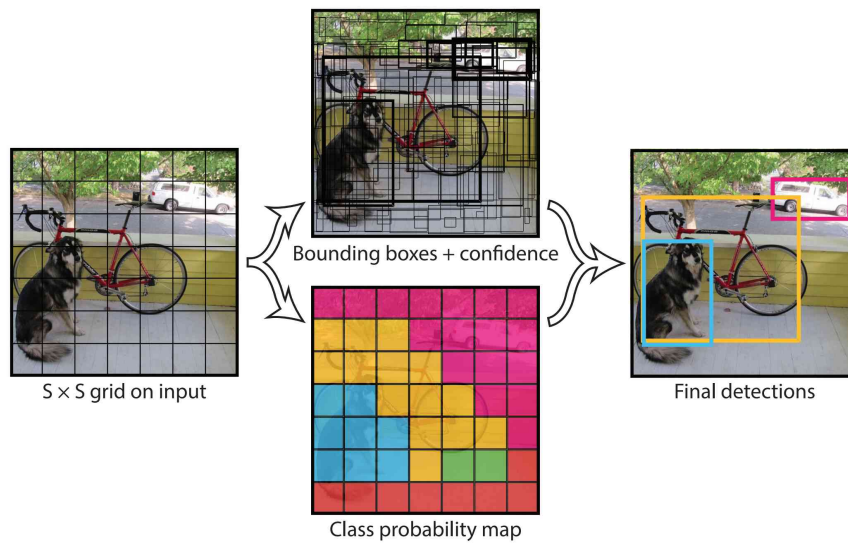 S × S grid on input
Bounding boxes + confidence
Class probability map
Final detections